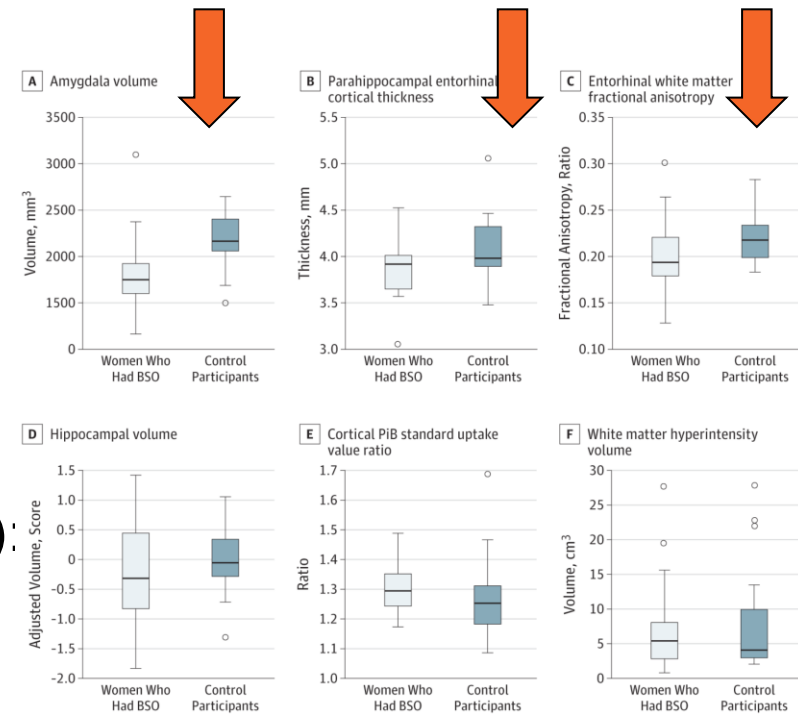 A Amygdala volume
3500
3000
2500
2000
1500
0
Volume, mm³
Women Who
Had BSO
Control
Participants
B Parahippocampal entorhinal
cortical thickness
5.5
5.0
4.5
4.0
3.5
3.0
Thickness, mm
Women Who
Had BSO
Control
Participants
C Entorhinal white matter
fractional anisotropy
0.35
0.30
0.25
0.20
0.15
0.10
Fractional Anisotropy, Ratio
Women Who
Had BSO
Control
Participants
D Hippocampal volume
1.5
1.0
0.5
0
-0.5
-1.0
-1.5
-2.0
Adjusted Volume, Score
Women Who
Had BSO
Control
Participants
E Cortical PiB standard uptake
value ratio
1.7
1.6
1.5
1.4
1.3
1.2
1.1
1.0
Ratio
Women Who
Had BSO
Control
Participants
F White matter hyperintensity
volume
30
25
20
15
10
5
0
Volume, cm³
Women Who
Had BSO
Control
Participants